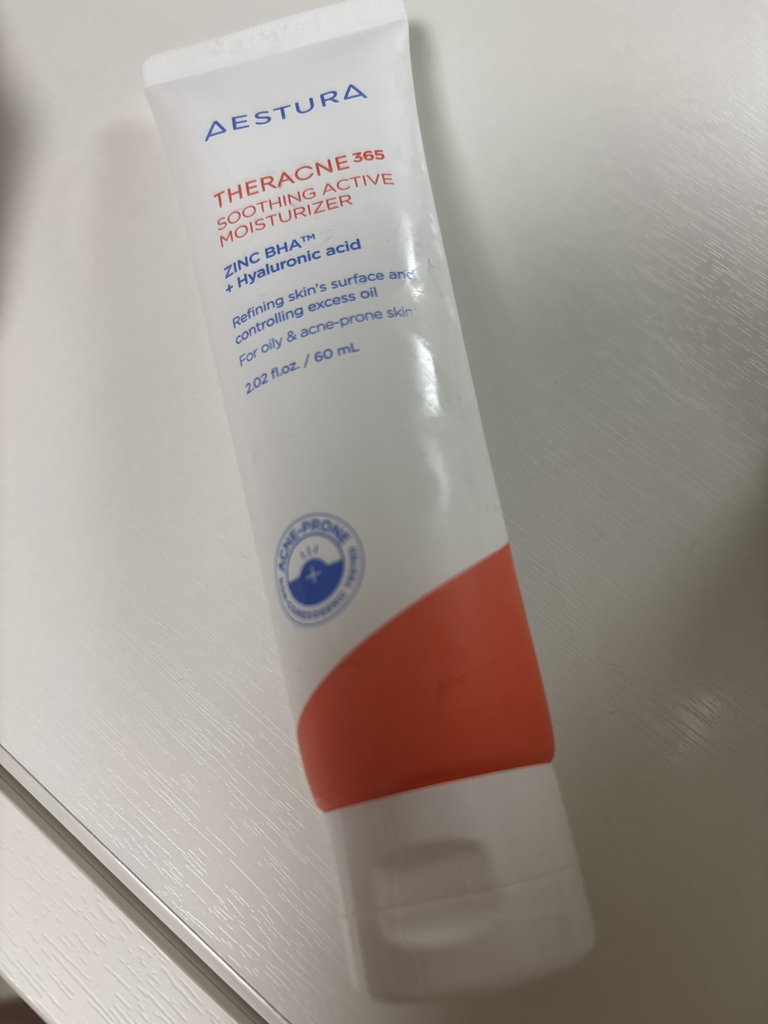 AESTURA
THERACNE 365
SOOTHING ACTIVE
MOISTURIZER
ZINC BHA™
+ Hyaluronic acid
Refining skin's surface and
controlling excess oil
For oily & acne-prone skin
2.02 fl.oz. / 60 mL
ACNE-PRONE